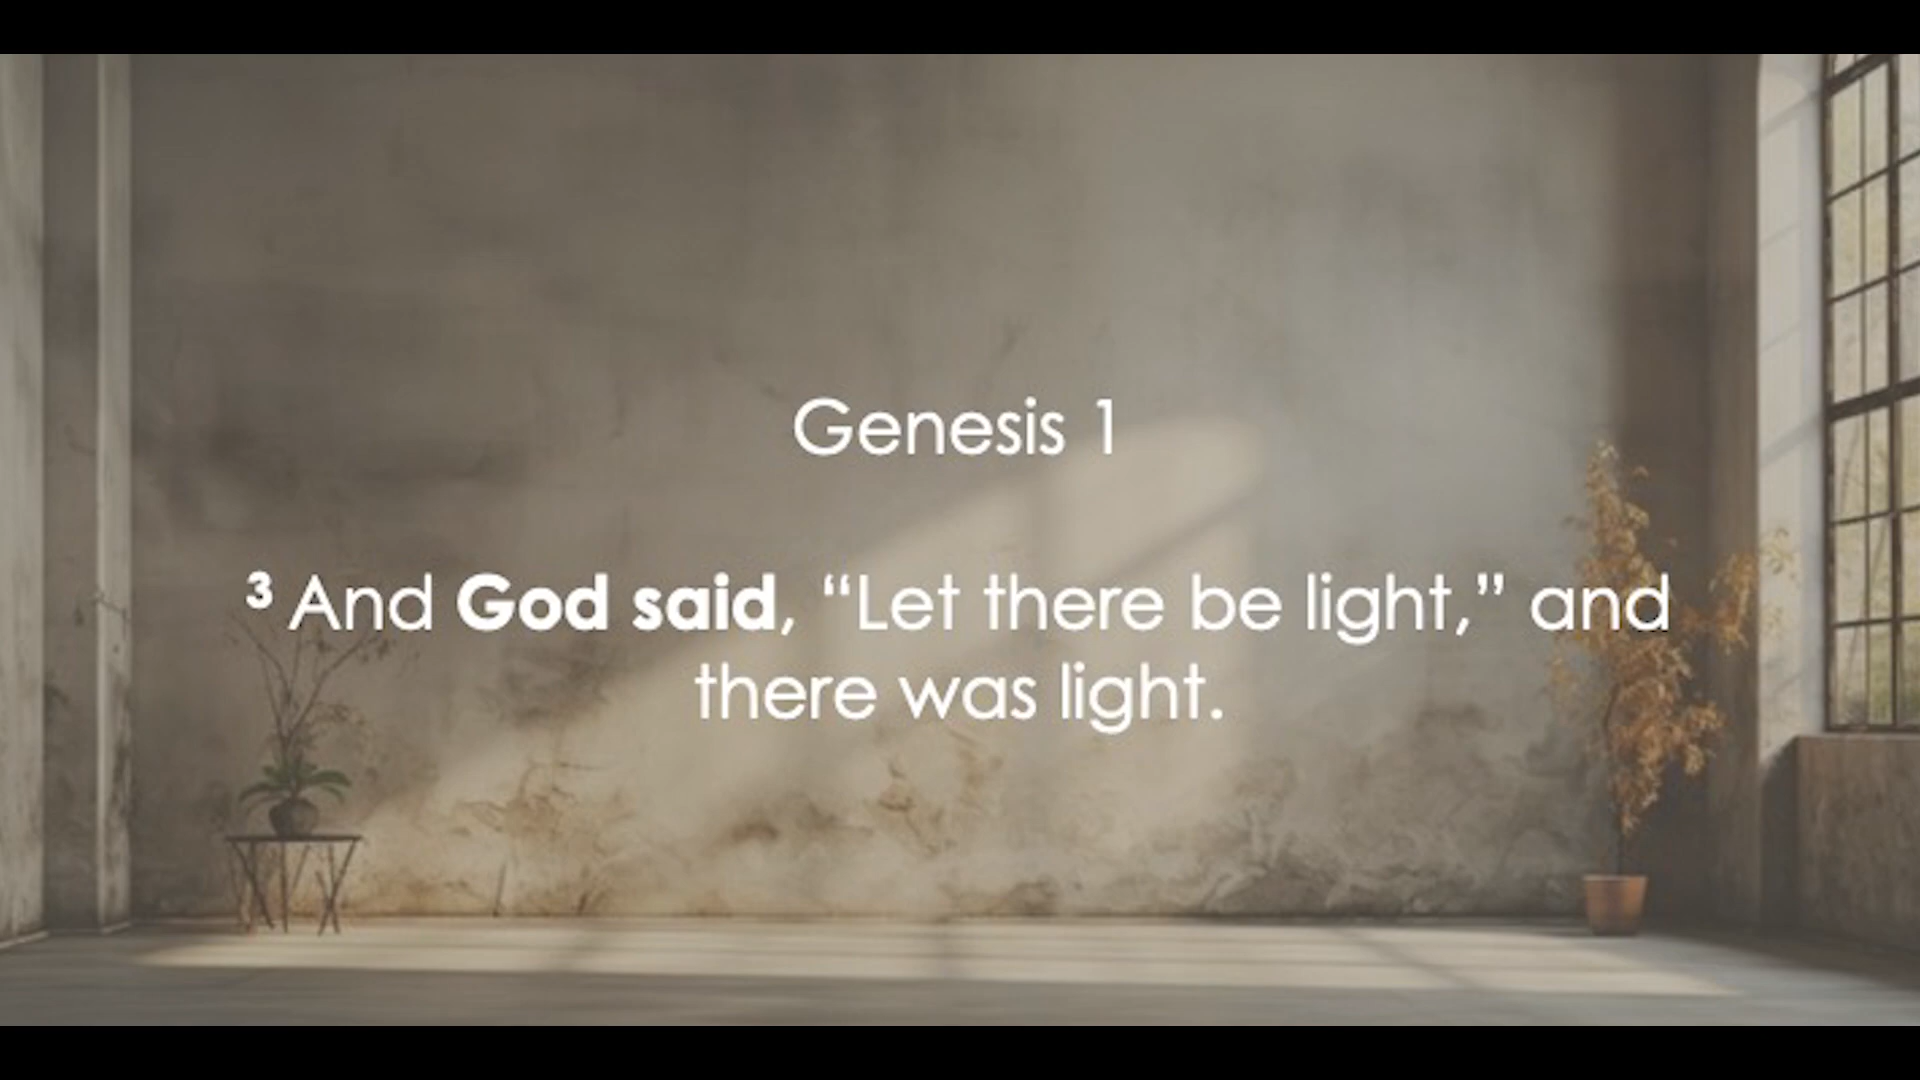 Genesis 1
3 And God said, “Let there be light,” and
there was light.